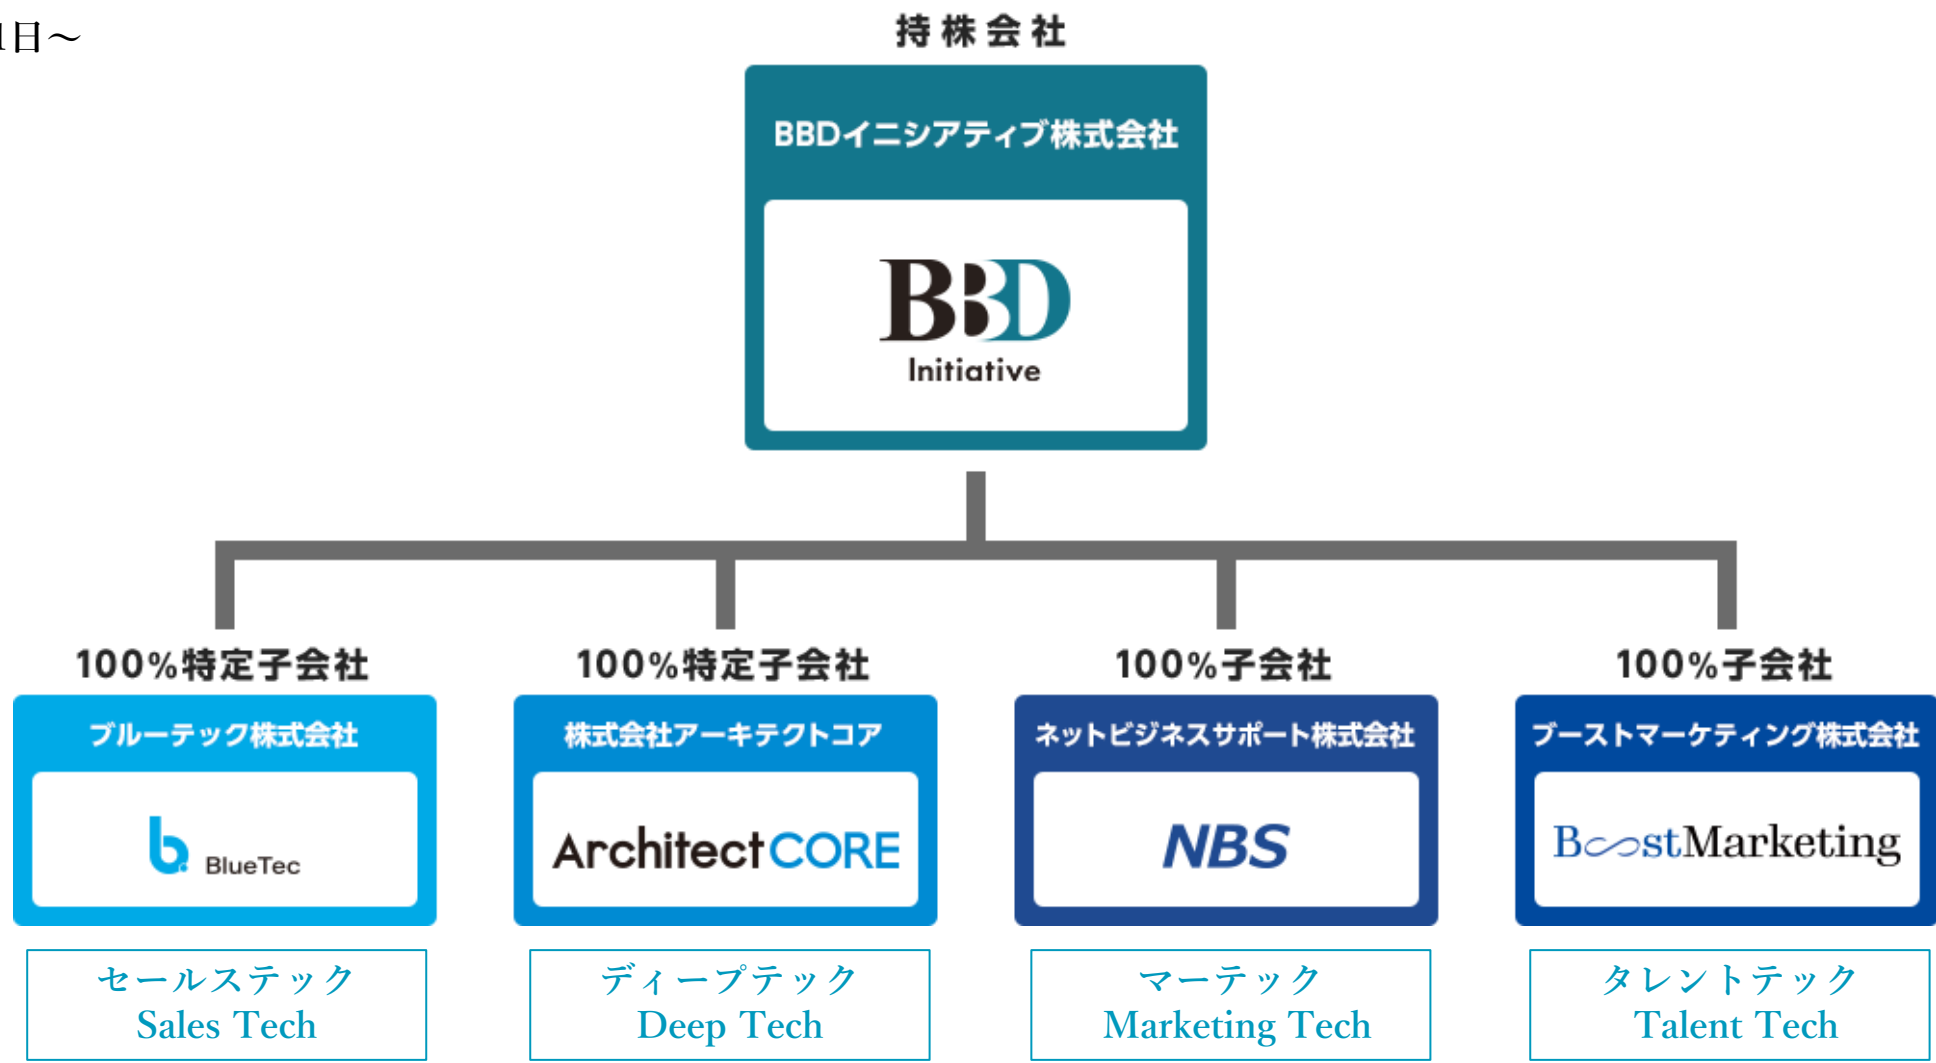 1日～
持株会社
BBDイニシアティブ株式会社
BBD
Initiative
100%特定子会社
100%特定子会社
100%子会社
100%子会社
ブルーテック株式会社
株式会社アーキテクトコア
ネットビジネスサポート株式会社
ブーストマーケティング株式会社
b.
BlueTec
ArchitectCORE
NBS
BoostMarketing
セールステック
Sales Tech
ディープテック
Deep Tech
マーテック
Marketing Tech
タレントテック
Talent Tech